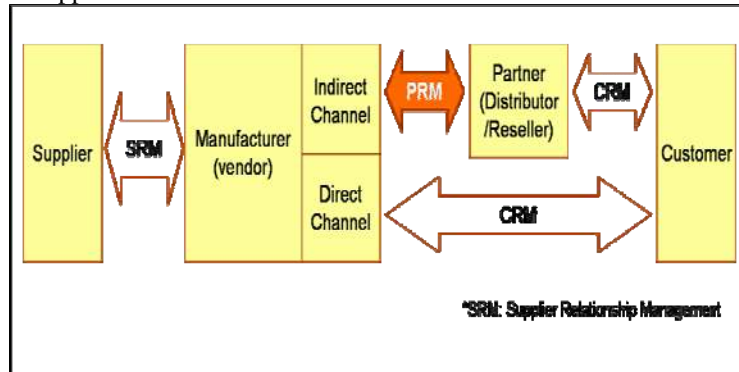 Supplier
SRM
Manufacturer
(vendor)
Indirect
Channel
Direct
Channel
PRM
Partner
(Distributor
/Reseller)
CRM
CRM
Customer
*SRM: Supplier Relationship Management